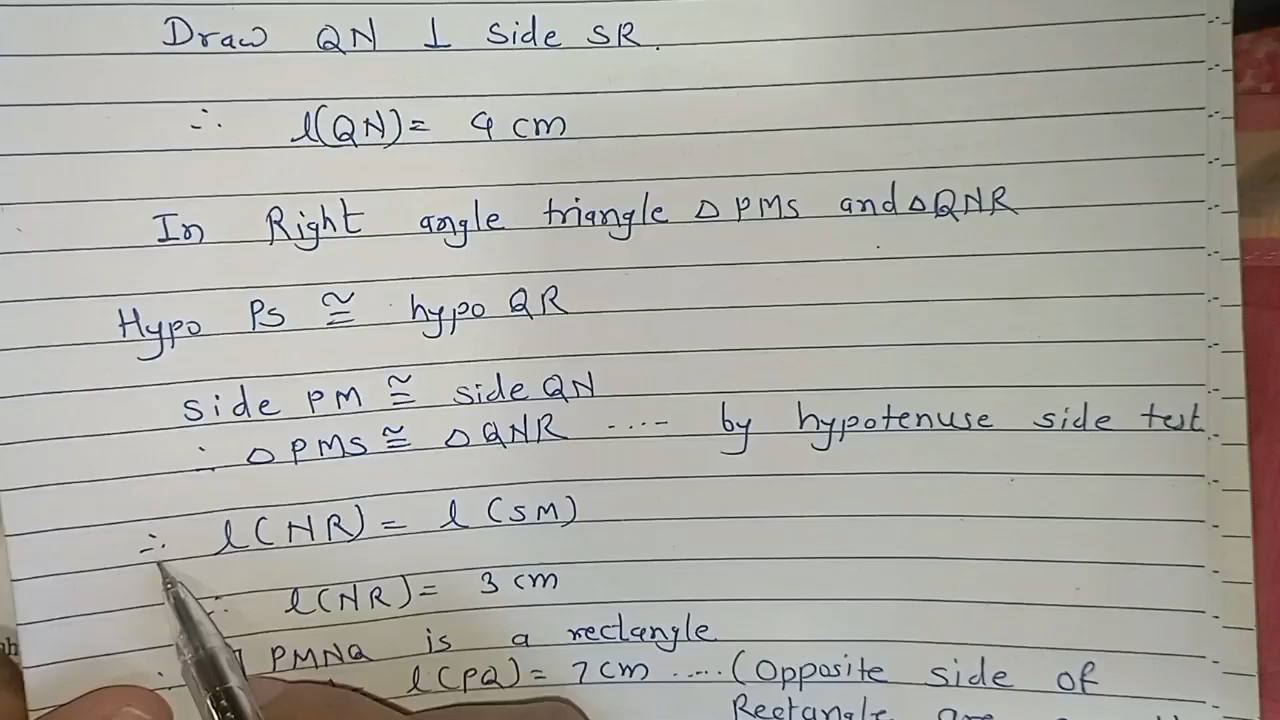 Draw QN ⊥ side SR.
∴ l(QN) = 4 cm
In Right angle triangle △ PMS and △QNR
Hypo PS ≅ hypo QR
side PM ≅ side QN
∴ △PMS ≅ △QNR .... by hypotenuse side test
∴ l(NR) = l(SM)
∴ l(NR) = 3 cm
PMNQ is a rectangle
l(PQ) = 7 cm .... (Opposite side of
Rectangle are